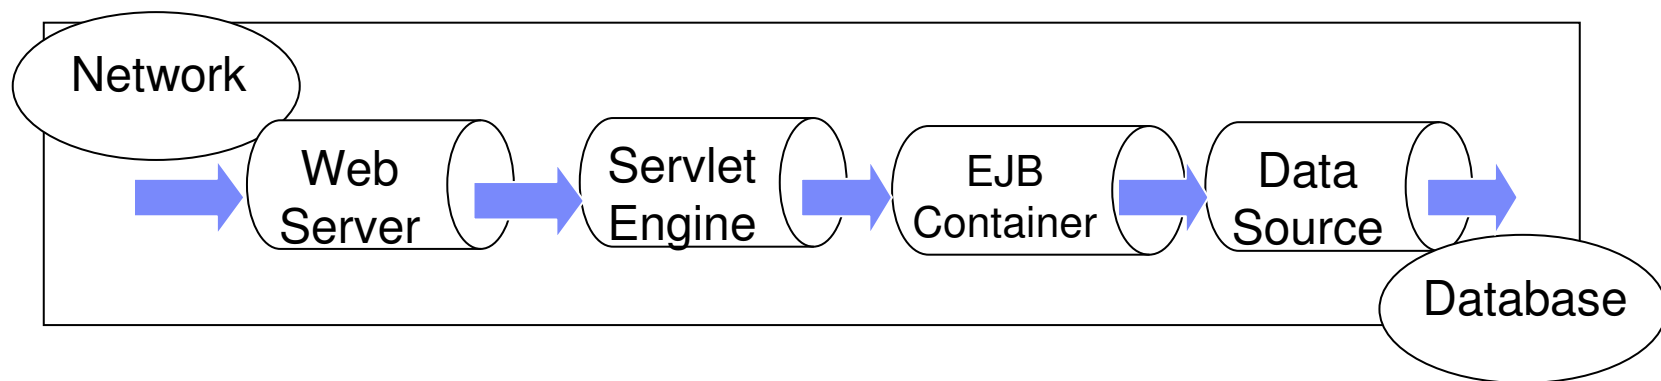 Network
Web
Server
Servlet
Engine
EJB
Container
Data
Source
Database